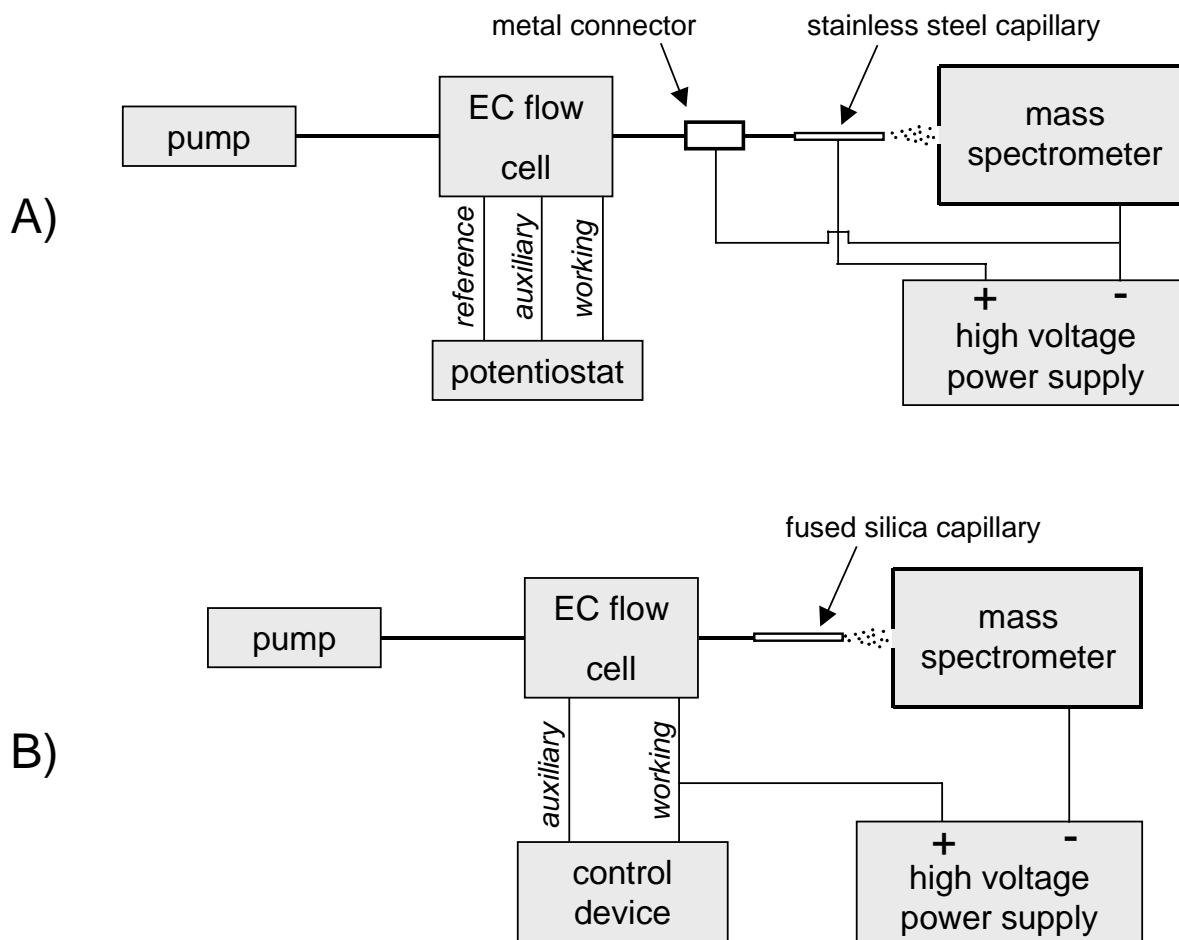 metal connector
stainless steel capillary
A)
pump
EC flow
cell
mass
spectrometer
reference
auxiliary
working
potentiostat
+
-
high voltage
power supply
fused silica capillary
B)
pump
EC flow
cell
mass
spectrometer
auxiliary
working
control
device
+
-
high voltage
power supply